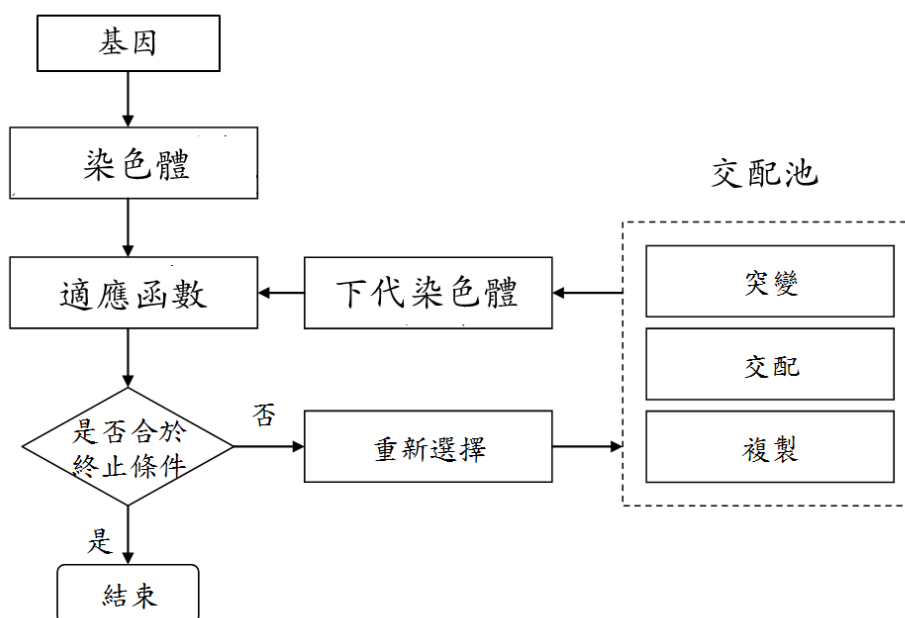 基因
染色體
交配池
適應函數
下代染色體
突變
交配
複製
是否合於
終止條件
否
重新選擇
是
結束